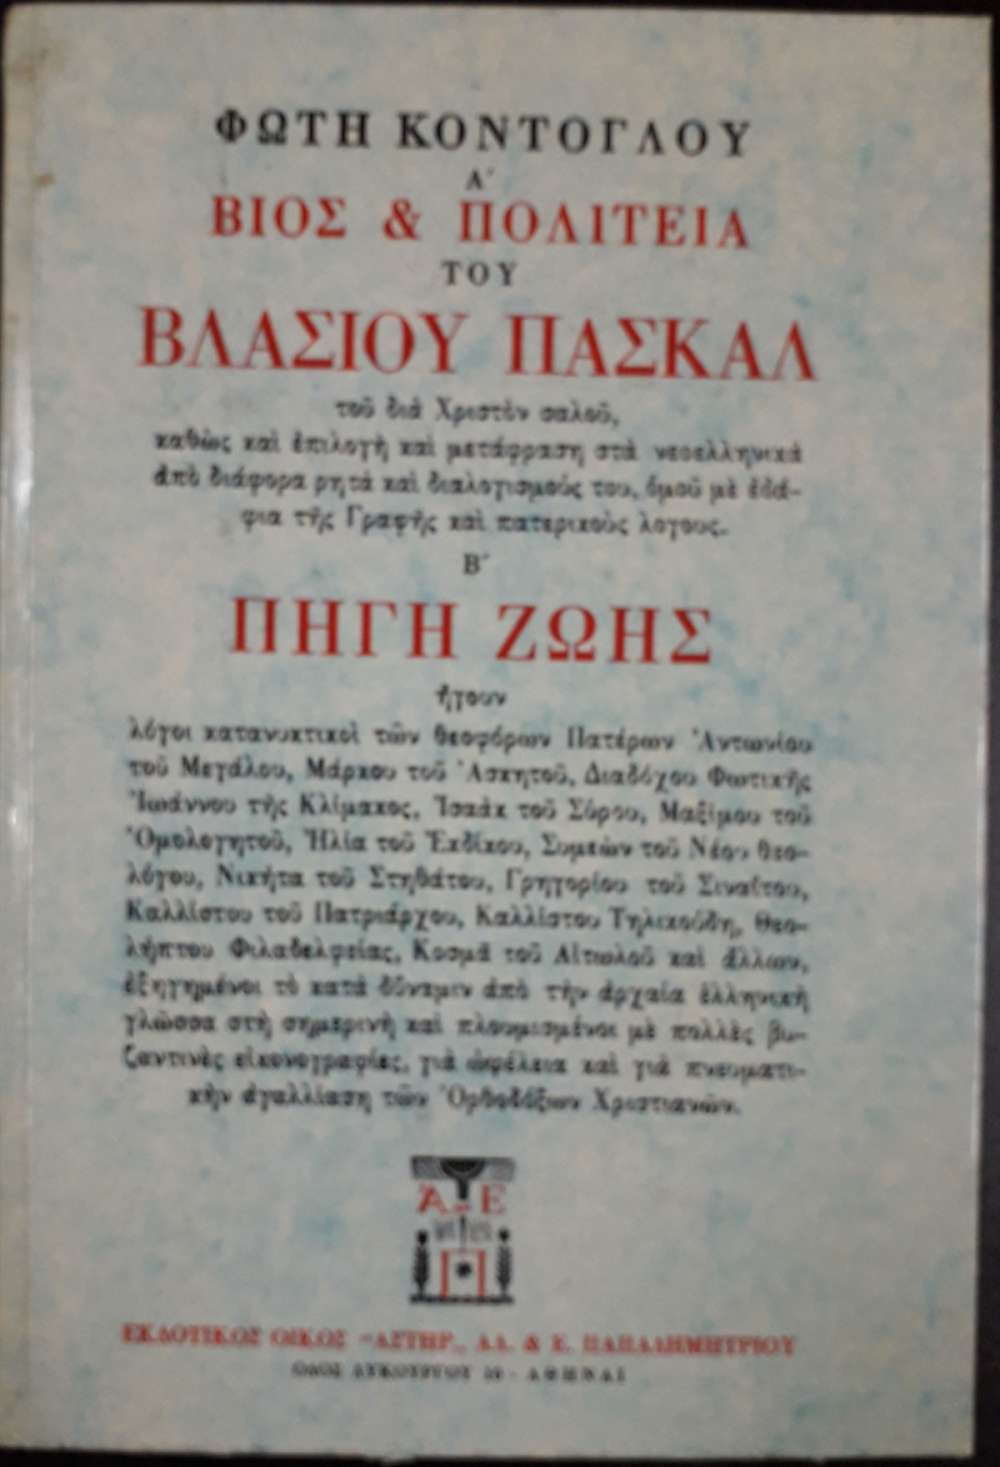 ΦΩΤΗ ΚΟΝΤΟΓΛΟΥ
Α΄
ΒΙΟΣ & ΠΟΛΙΤΕΙΑ
ΤΟΥ
ΒΛΑΣΙΟΥ ΠΑΣΚΑΛ
τοῦ διὰ Χριστὸν σαλοῦ,
καθὼς καὶ ἐπιλογὴ καὶ μετάφραση στὰ νεοελληνικὰ
ἀπὸ διάφορα ρητὰ καὶ διαλογισμούς του, ὁμοῦ μὲ ἐδά-
φια τῆς Γραφῆς καὶ πατερικοὺς λόγους.
Β΄
ΠΗΓΗ ΖΩΗΣ
ἤγουν
λόγοι κατανυκτικοὶ τῶν θεοφόρων Πατέρων Ἀντωνίου
τοῦ Μεγάλου, Μάρκου τοῦ Ἀσκητοῦ, Διαδόχου Φωτικῆς
Ἰωάννου τῆς Κλίμακος, Ἰσαὰκ τοῦ Σύρου, Μαξίμου τοῦ
Ὁμολογητοῦ, Ἠλία τοῦ Ἐκδίκου, Συμεὼν τοῦ Νέου θεο-
λόγου, Νικήτα τοῦ Στηθάτου, Γρηγορίου τοῦ Σιναΐτου,
Καλλίστου τοῦ Πατριάρχου, Καλλίστου Τηλικούδη, Θεο-
λήπτου Φιλαδελφείας, Κοσμᾶ τοῦ Αἰτωλοῦ καὶ ἄλλων,
ἐξηγημένοι τὸ κατὰ δύναμιν ἀπὸ τὴν ἀρχαία ἑλληνικὴ
γλῶσσα στὴ σημερινὴ καὶ πλουμισμένοι μὲ πολλὲς βυ-
ζαντινὲς εἰκονογραφίες, γιὰ ὠφέλεια καὶ γιὰ πνευματι-
κὴν ἀγαλλίαση τῶν Ὀρθοδόξων Χριστιανῶν.
Ἀ Ε
Π
ΕΚΔΟΤΙΚΟΣ ΟΙΚΟΣ «ΑΣΤΗΡ», ΑΛ. & Ε. ΠΑΠΑΔΗΜΗΤΡΙΟΥ
ΟΔΟΣ ΛΥΚΟΥΡΓΟΥ 10 - ΑΘΗΝΑΙ